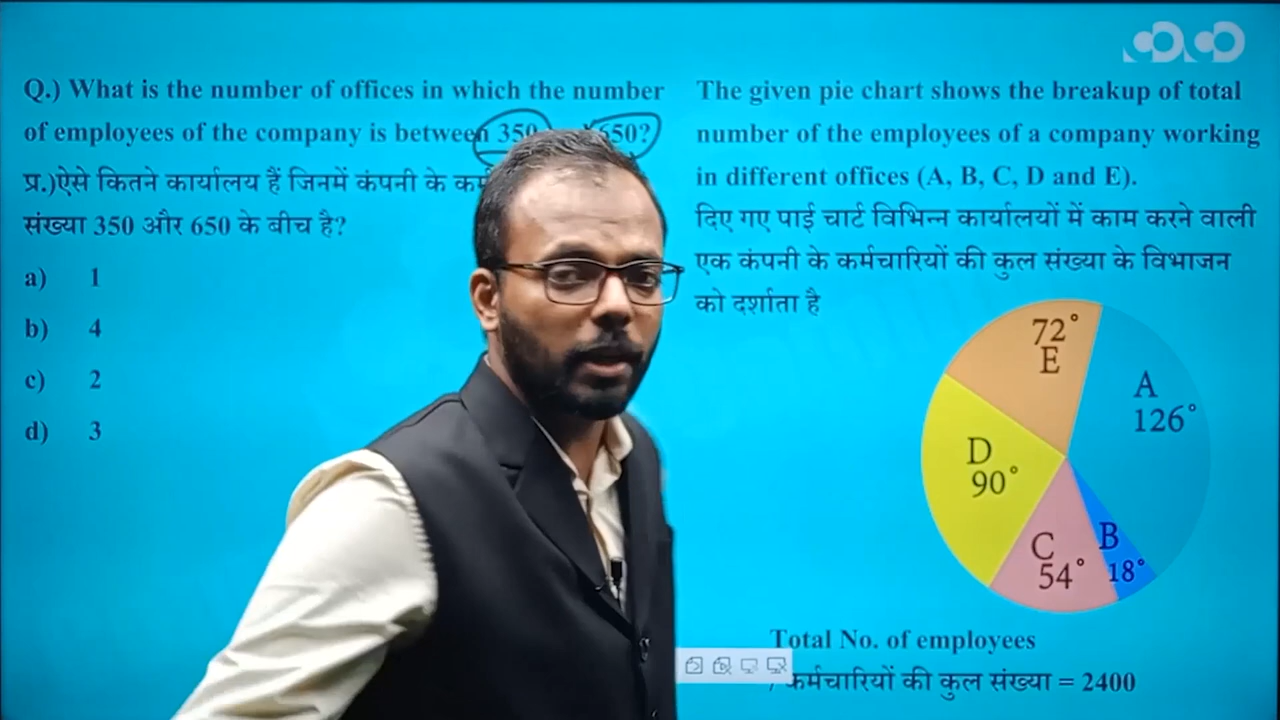 Q.) What is the number of offices in which the number
of employees of the company is between 350 650?
प्र.)ऐसे कितने कार्यालय हैं जिनमें कंपनी के
संख्या 350 और 650 के बीच है?
a) 1
b) 4
c) 2
d) 3
The given pie chart shows the breakup of total
number of the employees of a company working
in different offices (A, B, C, D and E).
दिए गए पाई चार्ट विभिन्न कार्यालयों में काम करने वाली
एक कंपनी के कर्मचारियों की कुल संख्या के विभाजन
को दर्शाता है
72°
E
A
126°
D
90°
C
54°
B
18°
Total No. of employees
कर्मचारियों की कुल संख्या = 2400